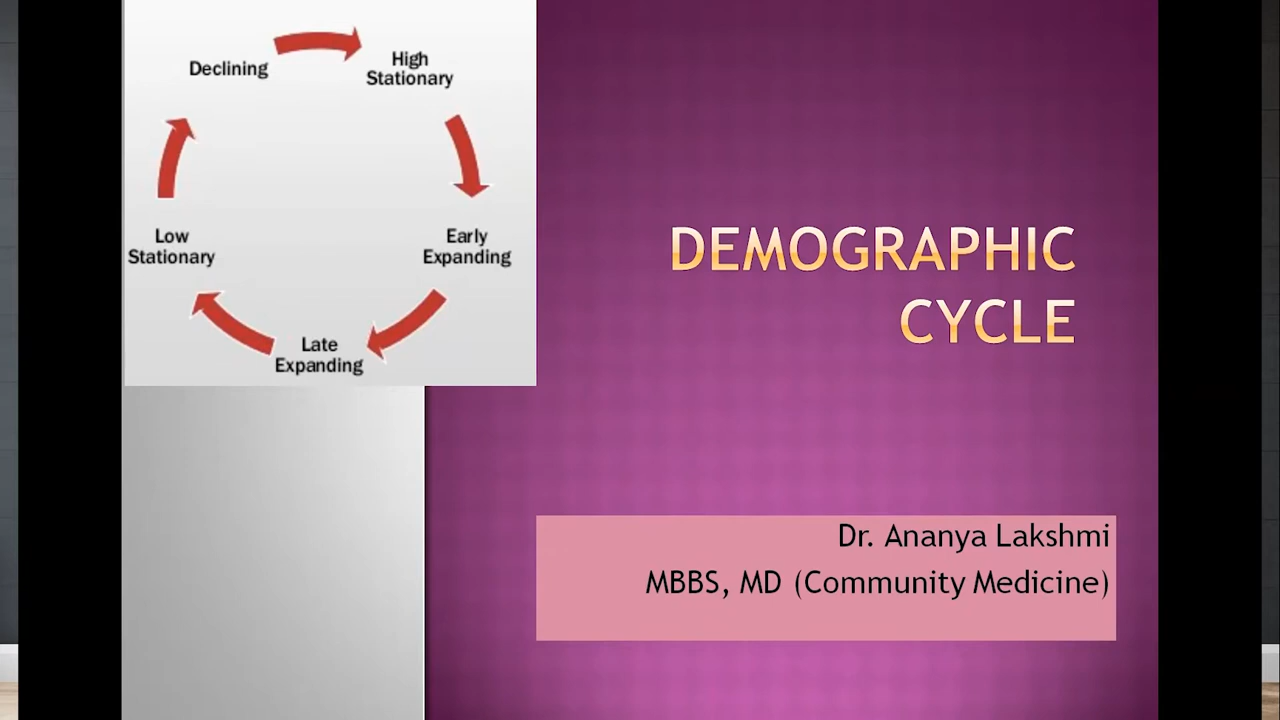 Declining
High
Stationary
Early
Expanding
Late
Expanding
Low
Stationary
DEMOGRAPHIC
CYCLE
Dr. Ananya Lakshmi
MBBS, MD (Community Medicine)